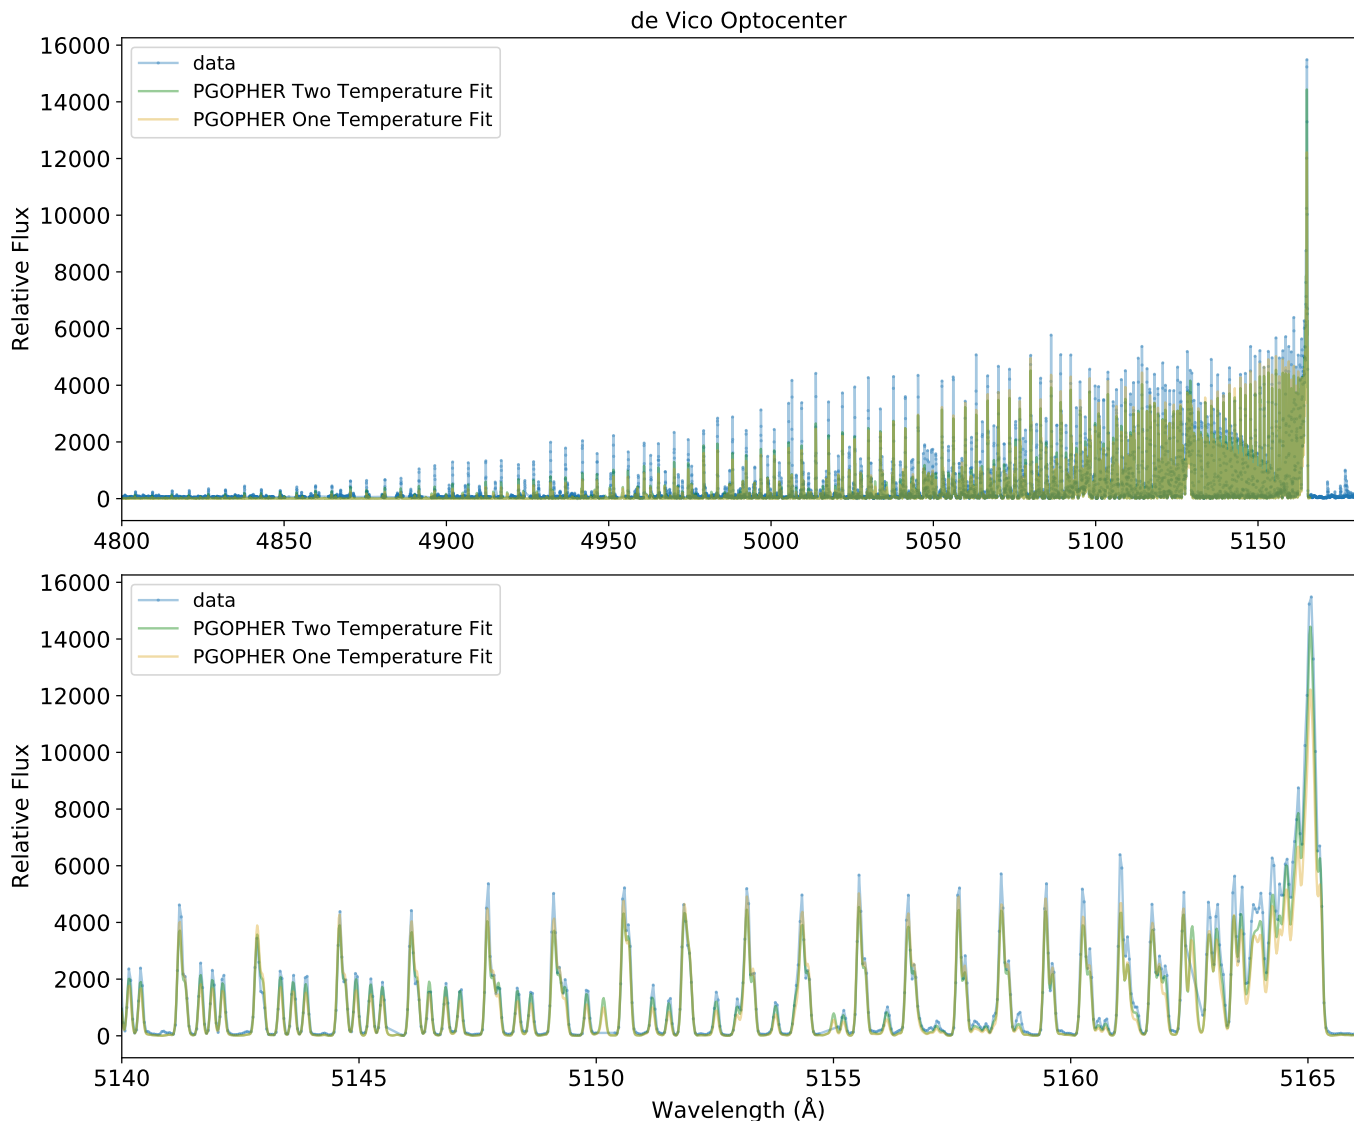 de Vico Optocenter
16000
14000
12000
10000
8000
6000
4000
2000
0
Relative Flux
data
PGOPHER Two Temperature Fit
PGOPHER One Temperature Fit
4800 4850 4900 4950 5000 5050 5100 5150
16000
14000
12000
10000
8000
6000
4000
2000
0
Relative Flux
data
PGOPHER Two Temperature Fit
PGOPHER One Temperature Fit
5140 5145 5150 5155 5160 5165
Wavelength (Å)